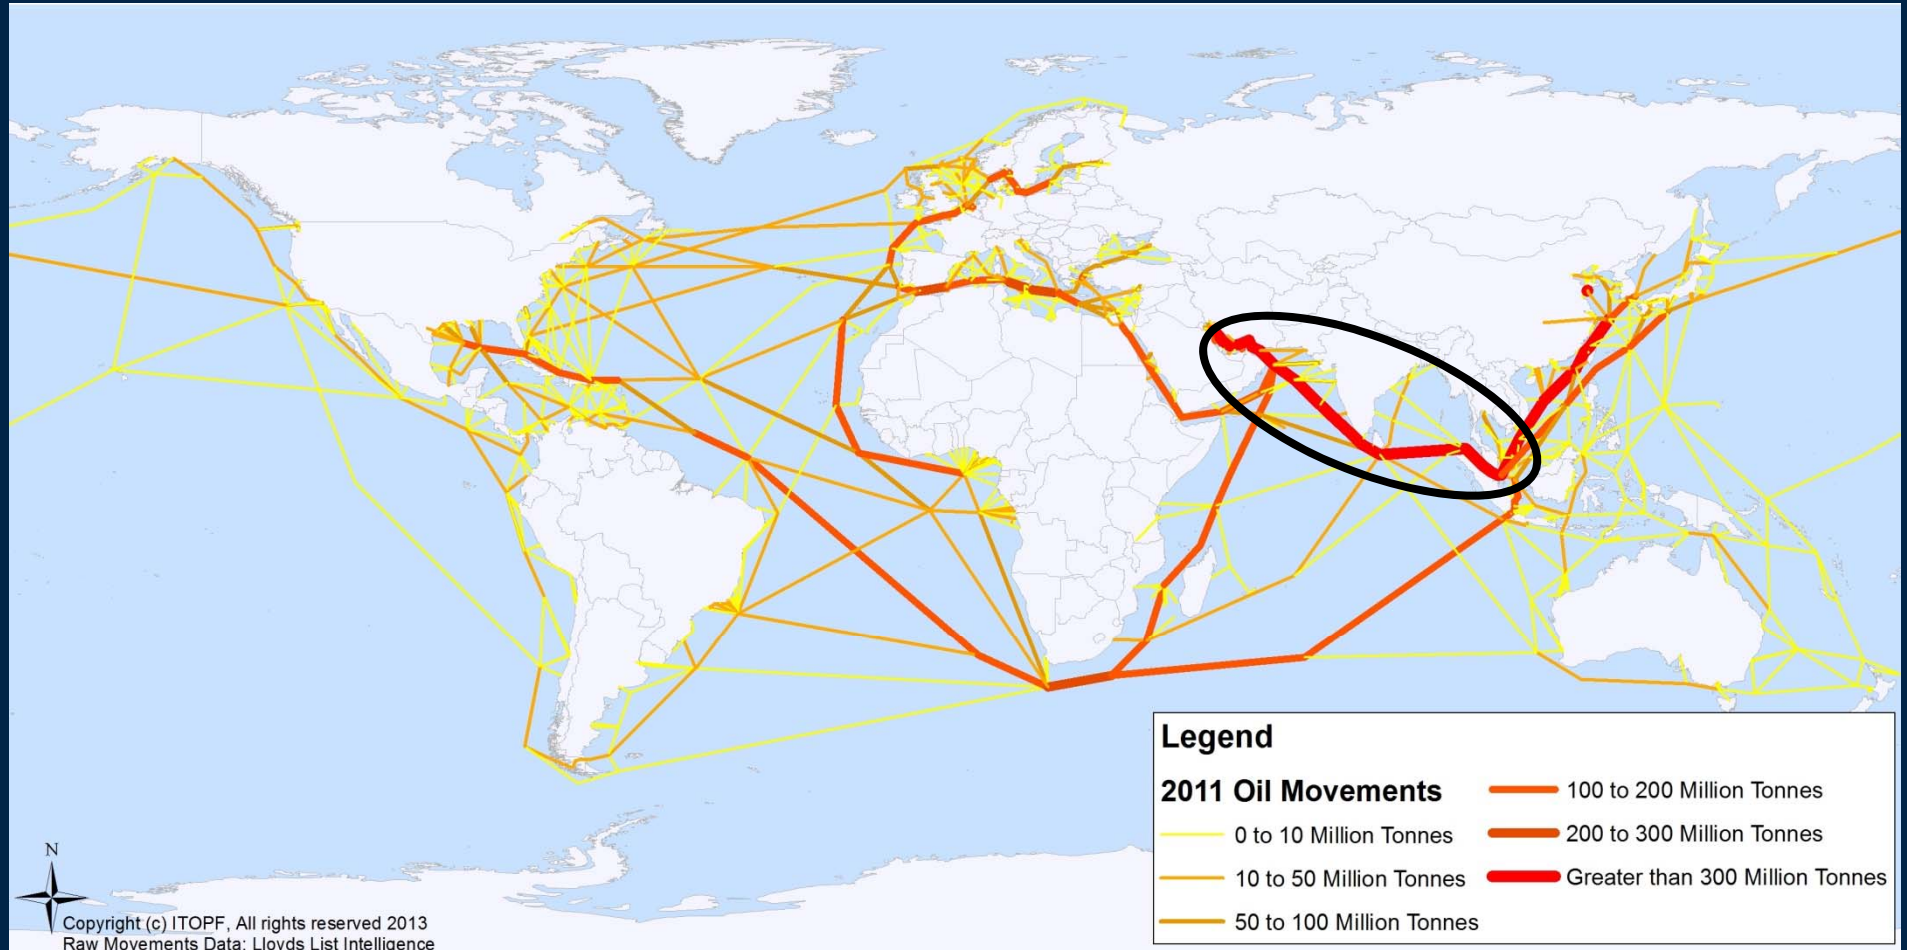 Legend
2011 Oil Movements
0 to 10 Million Tonnes
10 to 50 Million Tonnes
50 to 100 Million Tonnes
100 to 200 Million Tonnes
200 to 300 Million Tonnes
Greater than 300 Million Tonnes
N
Copyright (c) ITOPF, All rights reserved 2013
Raw Movements Data: Lloyds List Intelligence